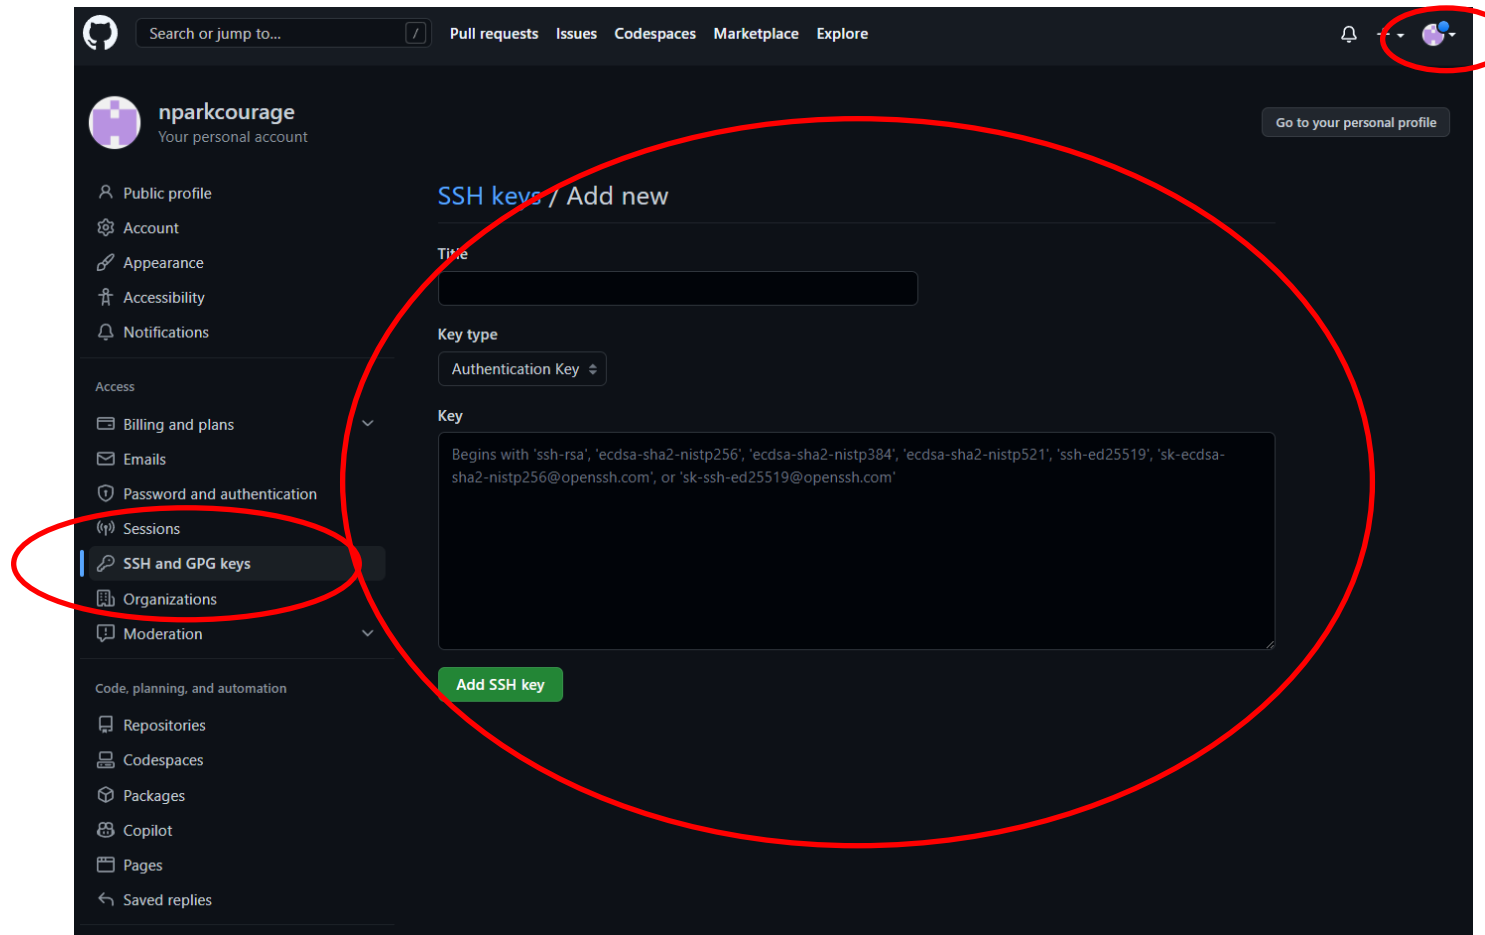 Search or jump to... /
Pull requests Issues Codespaces Marketplace Explore
nparkcourage
Your personal account
Go to your personal profile
Public profile
Account
Appearance
Accessibility
Notifications
Access
Billing and plans
Emails
Password and authentication
Sessions
SSH and GPG keys
Organizations
Moderation
Code, planning, and automation
Repositories
Codespaces
Packages
Copilot
Pages
Saved replies
SSH keys / Add new
Title
Key type
Authentication Key
Key
Begins with 'ssh-rsa', 'ecdsa-sha2-nistp256', 'ecdsa-sha2-nistp384', 'ecdsa-sha2-nistp521', 'ssh-ed25519', 'sk-ecdsa-
sha2-nistp256@openssh.com', or 'sk-ssh-ed25519@openssh.com'
Add SSH key